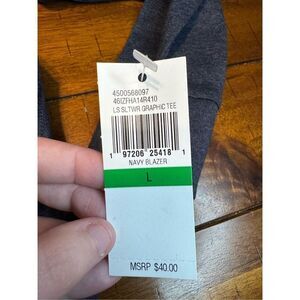 4500568097
46IZFHA14R410
LS SLTWR GRAPHIC TEE
1 97206 25418 1
NAVY BLAZER
L
MSRP $40.00